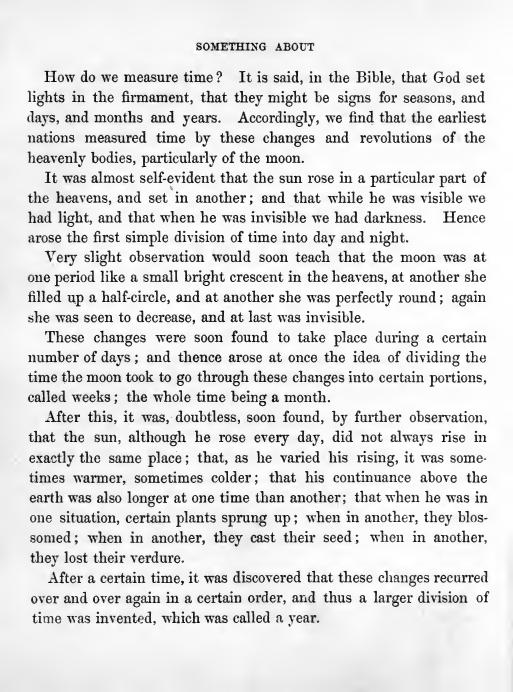 SOMETHING ABOUT
How do we measure time? It is said, in the Bible, that God set
lights in the firmament, that they might be signs for seasons, and
days, and months and years. Accordingly, we find that the earliest
nations measured time by these changes and revolutions of the
heavenly bodies, particularly of the moon.
It was almost self-evident that the sun rose in a particular part of
the heavens, and set in another; and that while he was visible we
had light, and that when he was invisible we had darkness. Hence
arose the first simple division of time into day and night.
Very slight observation would soon teach that the moon was at
one period like a small bright crescent in the heavens, at another she
filled up a half-circle, and at another she was perfectly round; again
she was seen to decrease, and at last was invisible.
These changes were soon found to take place during a certain
number of days; and thence arose at once the idea of dividing the
time the moon took to go through these changes into certain portions,
called weeks; the whole time being a month.
After this, it was, doubtless, soon found, by further observation,
that the sun, although he rose every day, did not always rise in
exactly the same place; that, as he varied his rising, it was some-
times warmer, sometimes colder; that his continuance above the
earth was also longer at one time than another; that when he was in
one situation, certain plants sprung up; when in another, they blos-
somed; when in another, they cast their seed; when in another,
they lost their verdure.
After a certain time, it was discovered that these changes recurred
over and over again in a certain order, and thus a larger division of
time was invented, which was called a year.